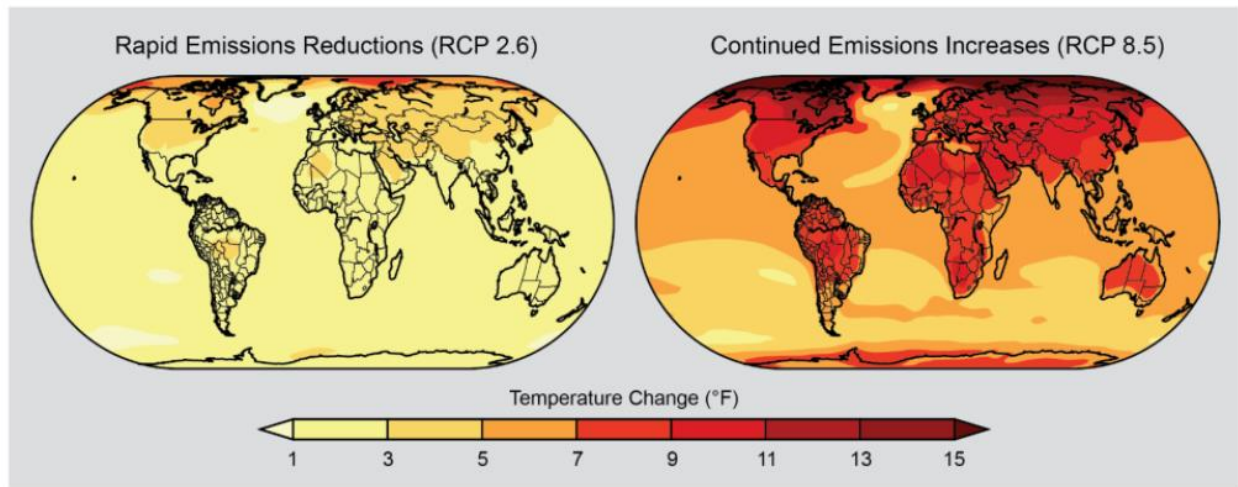 Rapid Emissions Reductions (RCP 2.6)
Continued Emissions Increases (RCP 8.5)
Temperature Change (°F)
1 3 5 7 9 11 13 15